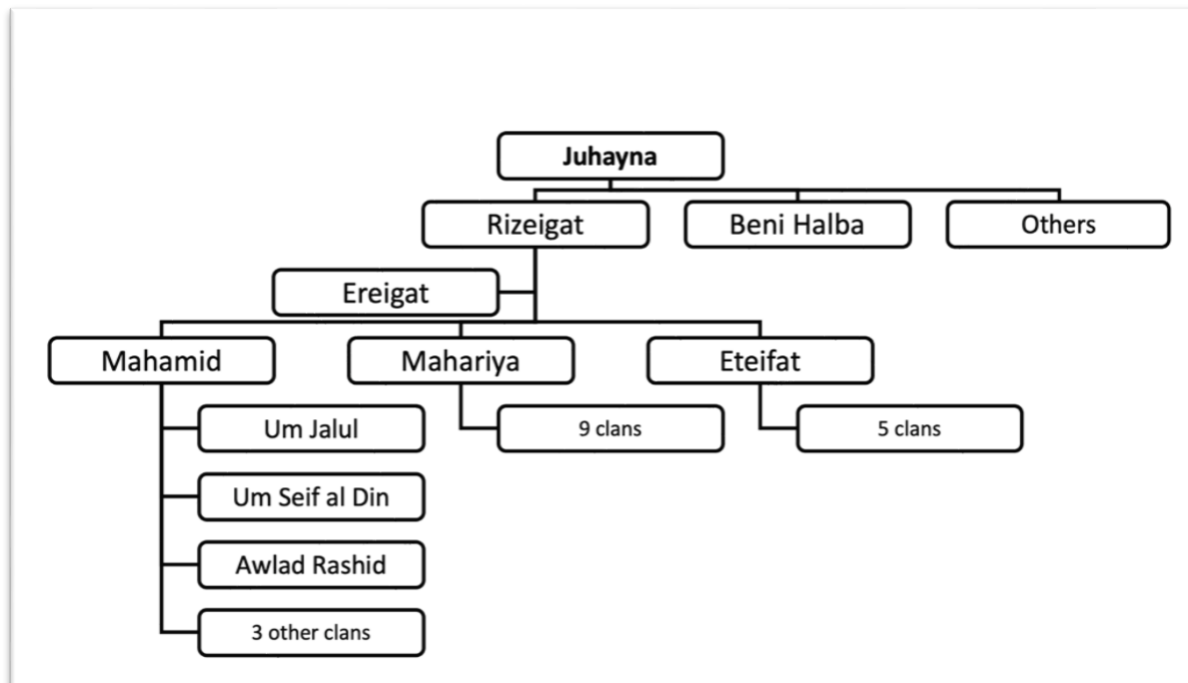 Juhayna
Rizeigat
Beni Halba
Others
Ereigat
Mahamid
Mahariya
Eteifat
Um Jalul
9 clans
5 clans
Um Seif al Din
Awlad Rashid
3 other clans